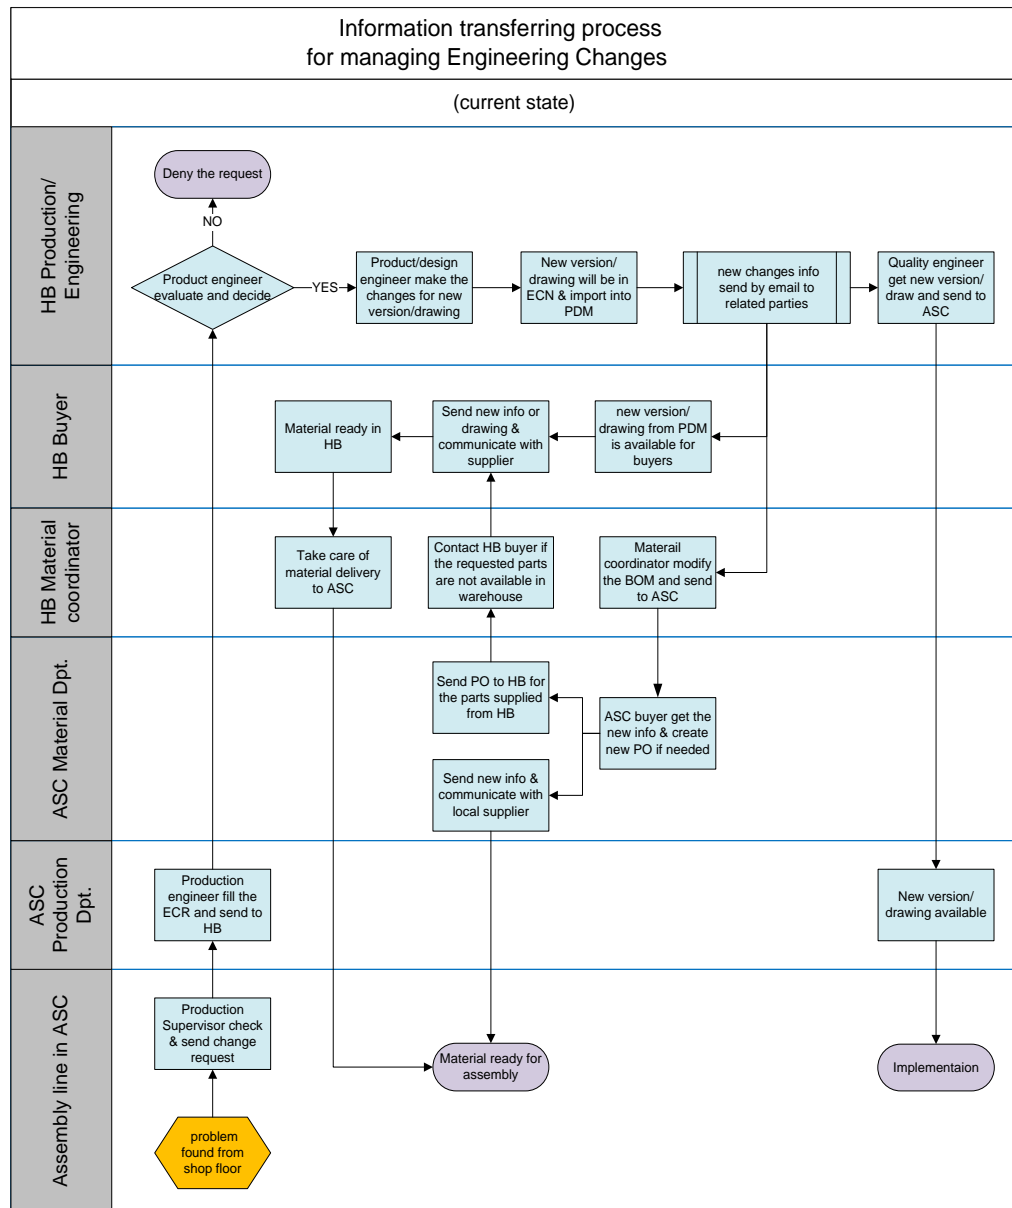 Information transferring process
for managing Engineering Changes
(current state)
HB Production/
Engineering
Deny the request
NO
Product engineer
evaluate and decide
YES
Product/design
engineer make the
changes for new
version/drawing
New version/
drawing will be in
ECN & import into
PDM
new changes info
send by email to
related parties
Quality engineer
get new version/
draw and send to
ASC
HB Buyer
Material ready in
HB
Send new info or
drawing &
communicate with
supplier
new version/
drawing from PDM
is available for
buyers
HB Material
coordinator
Take care of
material delivery
to ASC
Contact HB buyer if
the requested parts
are not available in
warehouse
Materail
coordinator modify
the BOM and send
to ASC
ASC Material Dpt.
Send PO to HB for
the parts supplied
from HB
ASC buyer get the
new info & create
new PO if needed
Send new info &
communicate with
local supplier
ASC
Production
Dpt.
Production
engineer fill the
ECR and send to
HB
New version/
drawing available
Assembly line in ASC
Production
Supervisor check
& send change
request
Material ready for
assembly
Implementaion
problem
found from
shop floor